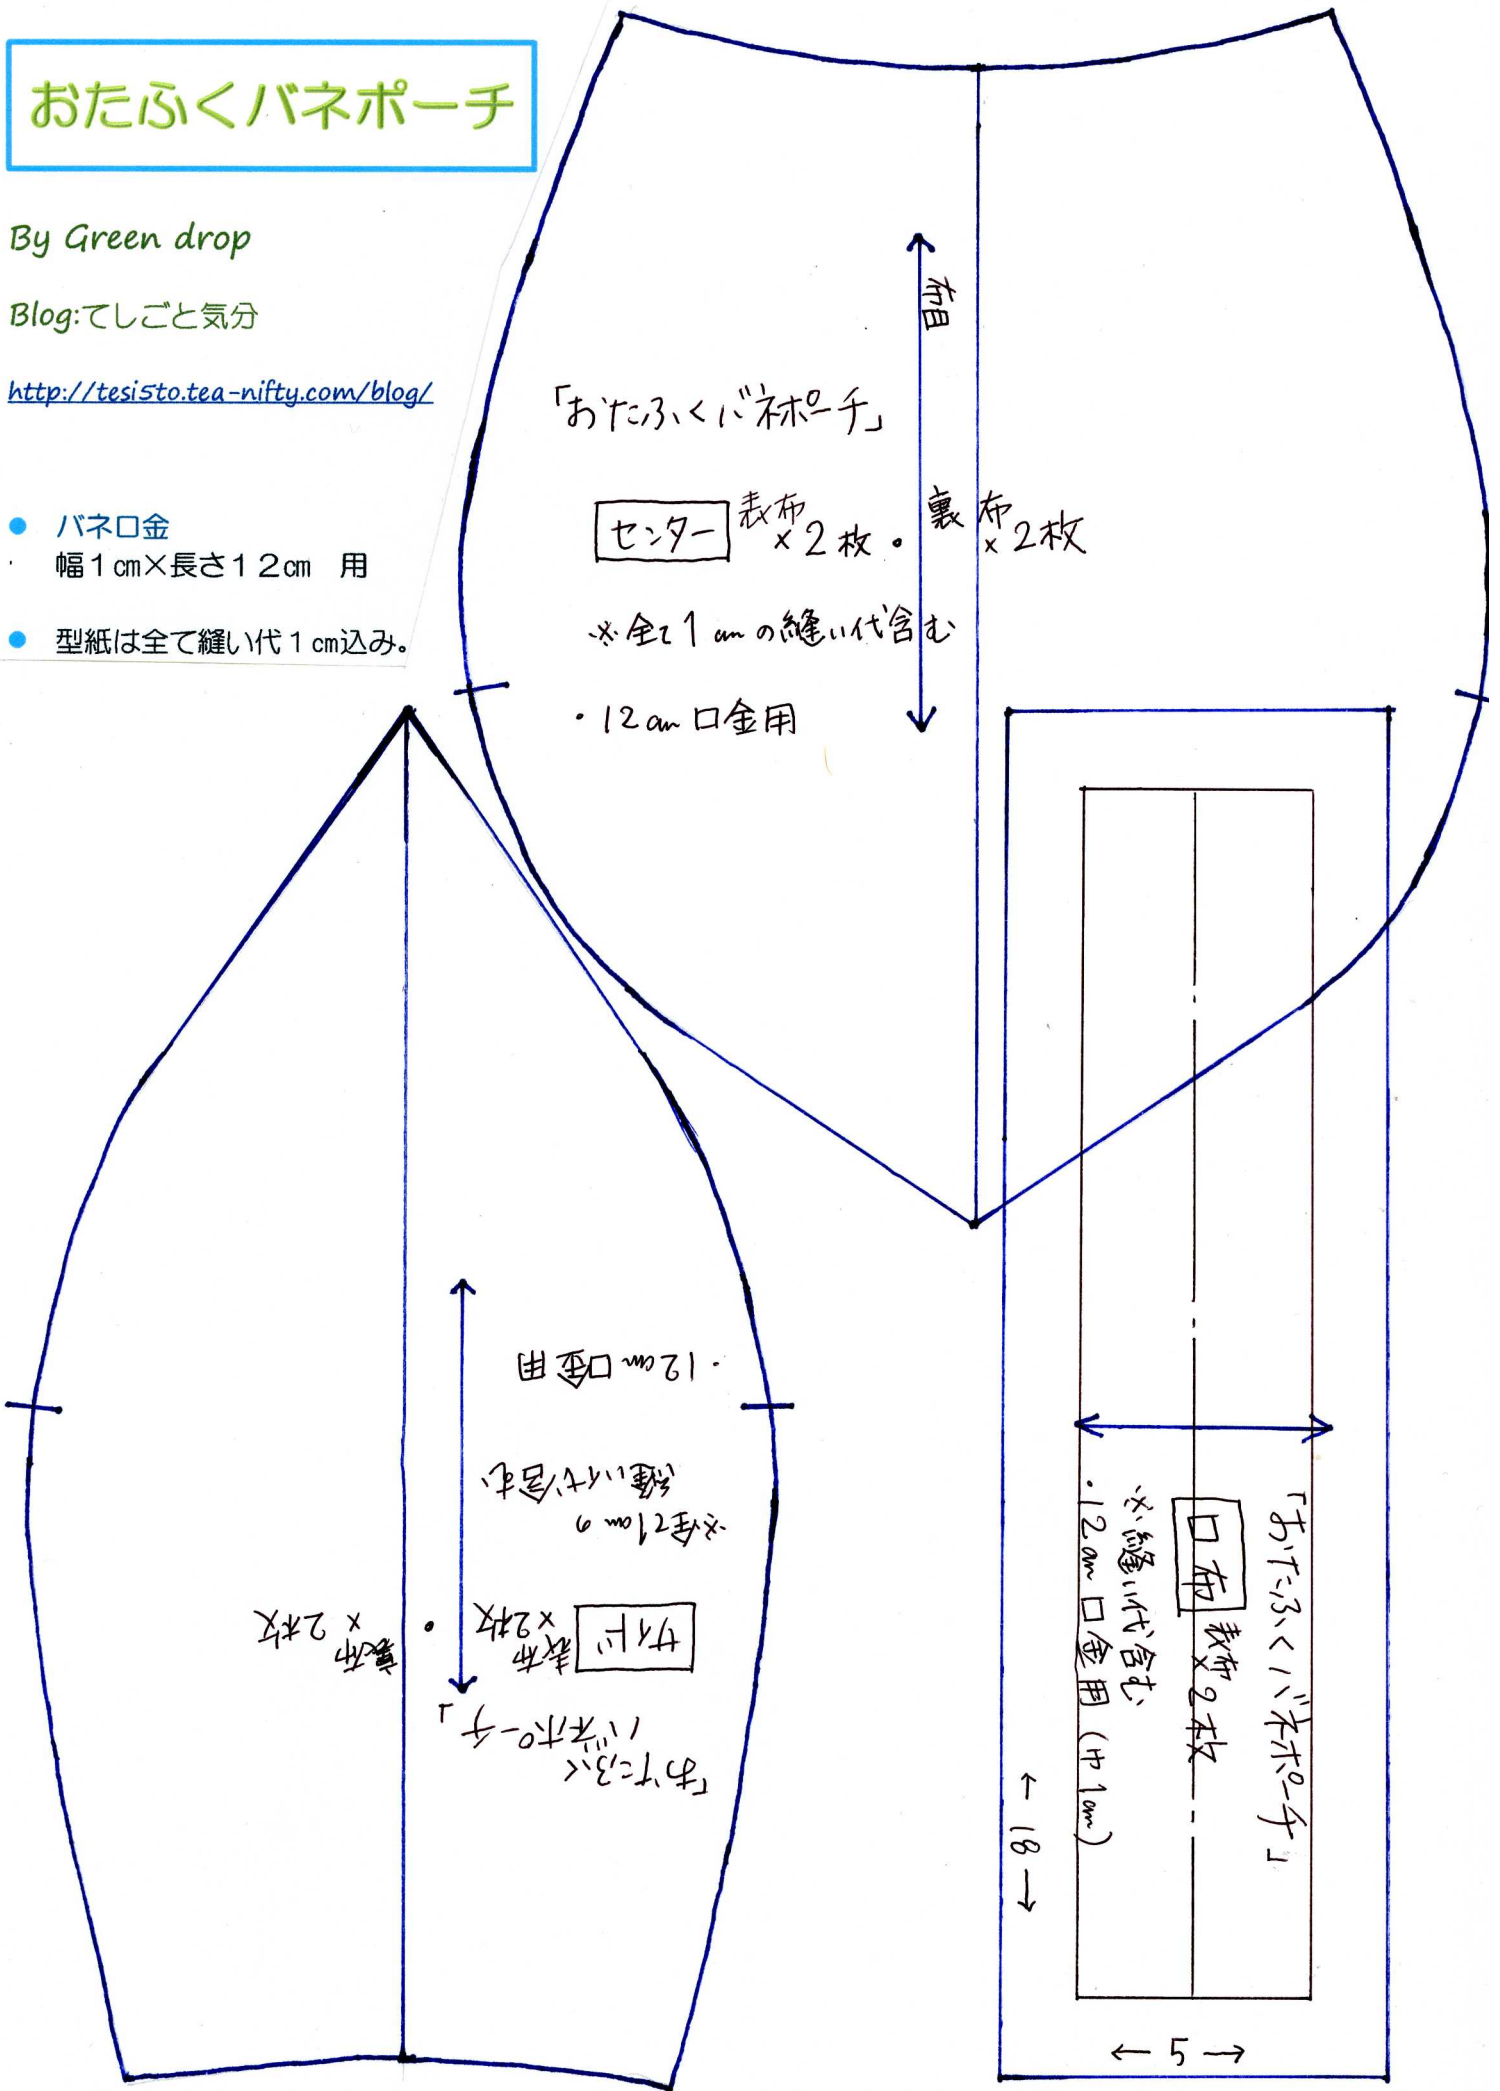 おたふくバネポーチ
By Green drop
Blog:てしごと気分
http://tesi5to.tea-nifty.com/blog/
● バネ口金
幅1cm×長さ12cm 用
● 型紙は全て縫い代1cm込み。
布目
「おたふくバネポーチ」
センター 表布×2枚・裏布×2枚
※全て1cmの縫い代含む
・12cm口金用
「おたふく
バネポーチ」
サイド 表布×2枚・裏布×2枚
※全て1cmの
縫い代含む
・12cm口金用
「おたふくバネポーチ」
口布 表布×2枚
※縫い代含む
・12cm口金用(巾1cm)
← 18 →
← 5 →